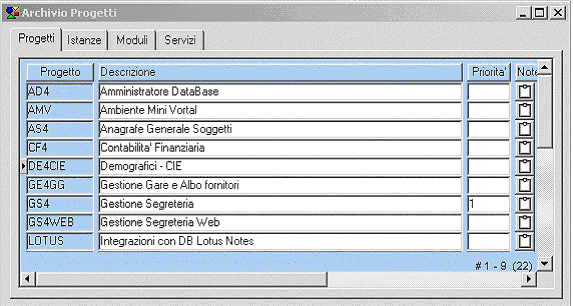 Archivio Progetti
Progetti Istanze Moduli Servizi
Progetto Descrizione Priorita' Note
AD4 Amministratore DataBase
AMV Ambiente Mini Vortal
AS4 Anagrafe Generale Soggetti
CF4 Contabilita' Finanziaria
DE4CIE Demografici - CIE
GE4GG Gestione Gare e Albo fornitori
GS4 Gestione Segreteria 1
GS4WEB Gestione Segreteria Web
LOTUS Integrazioni con DB Lotus Notes
# 1 - 9 (22)